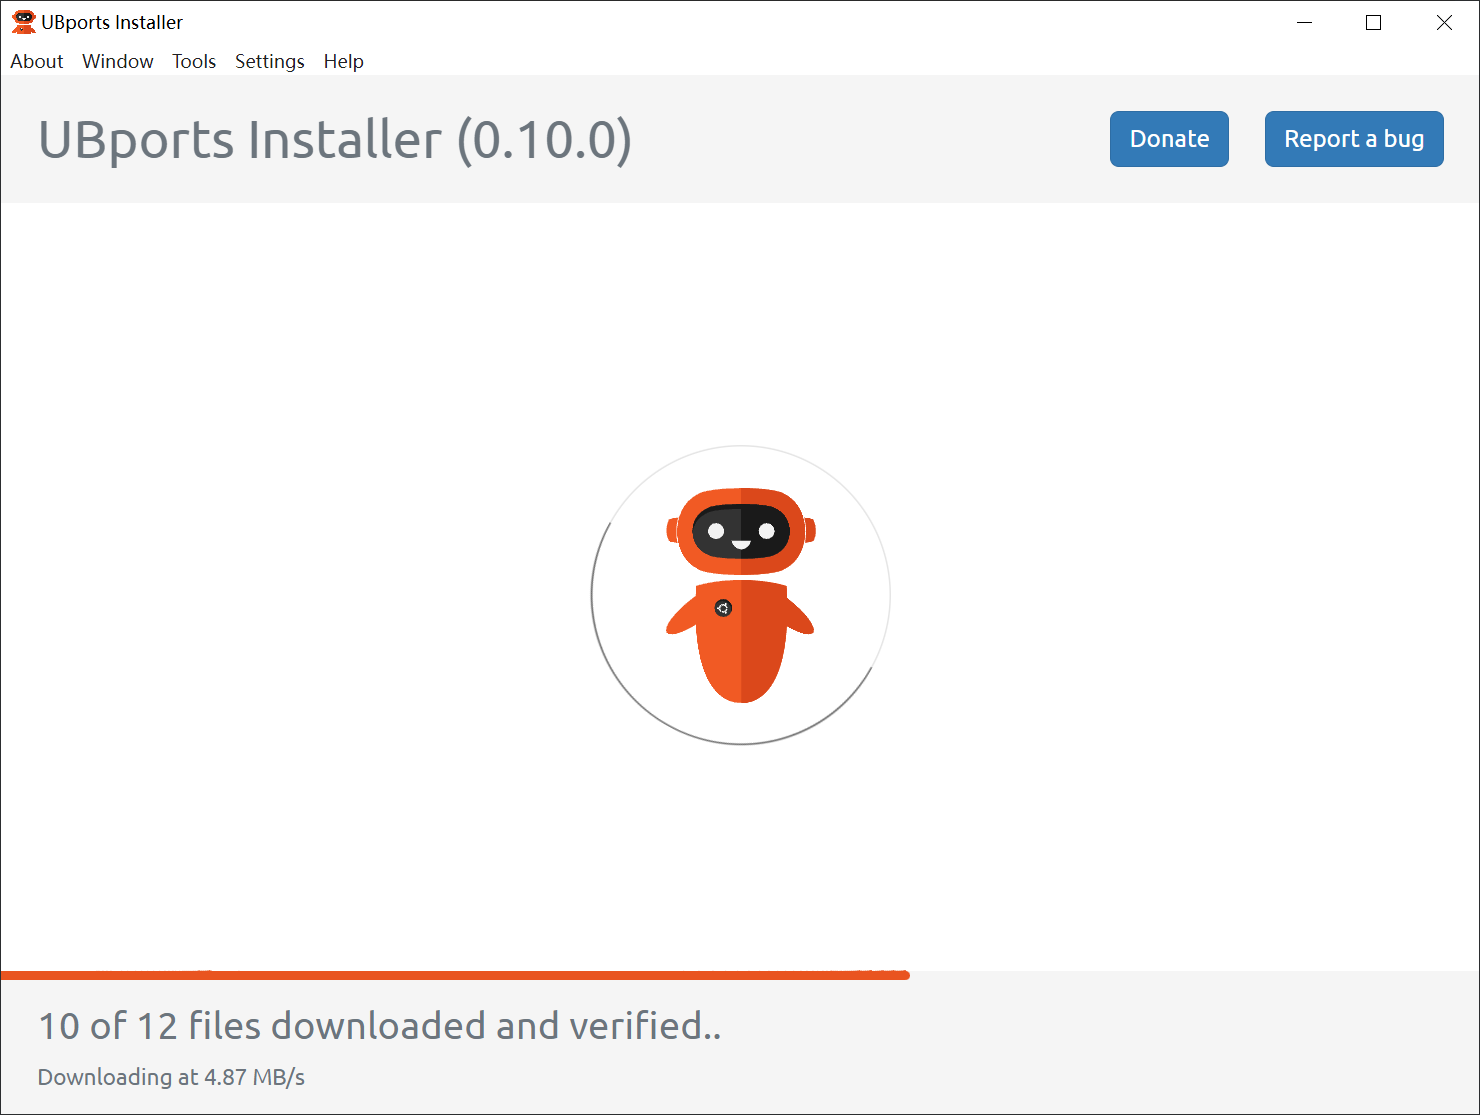 UBports Installer
About Window Tools Settings Help
UBports Installer (0.10.0)
Donate
Report a bug
10 of 12 files downloaded and verified..
Downloading at 4.87 MB/s